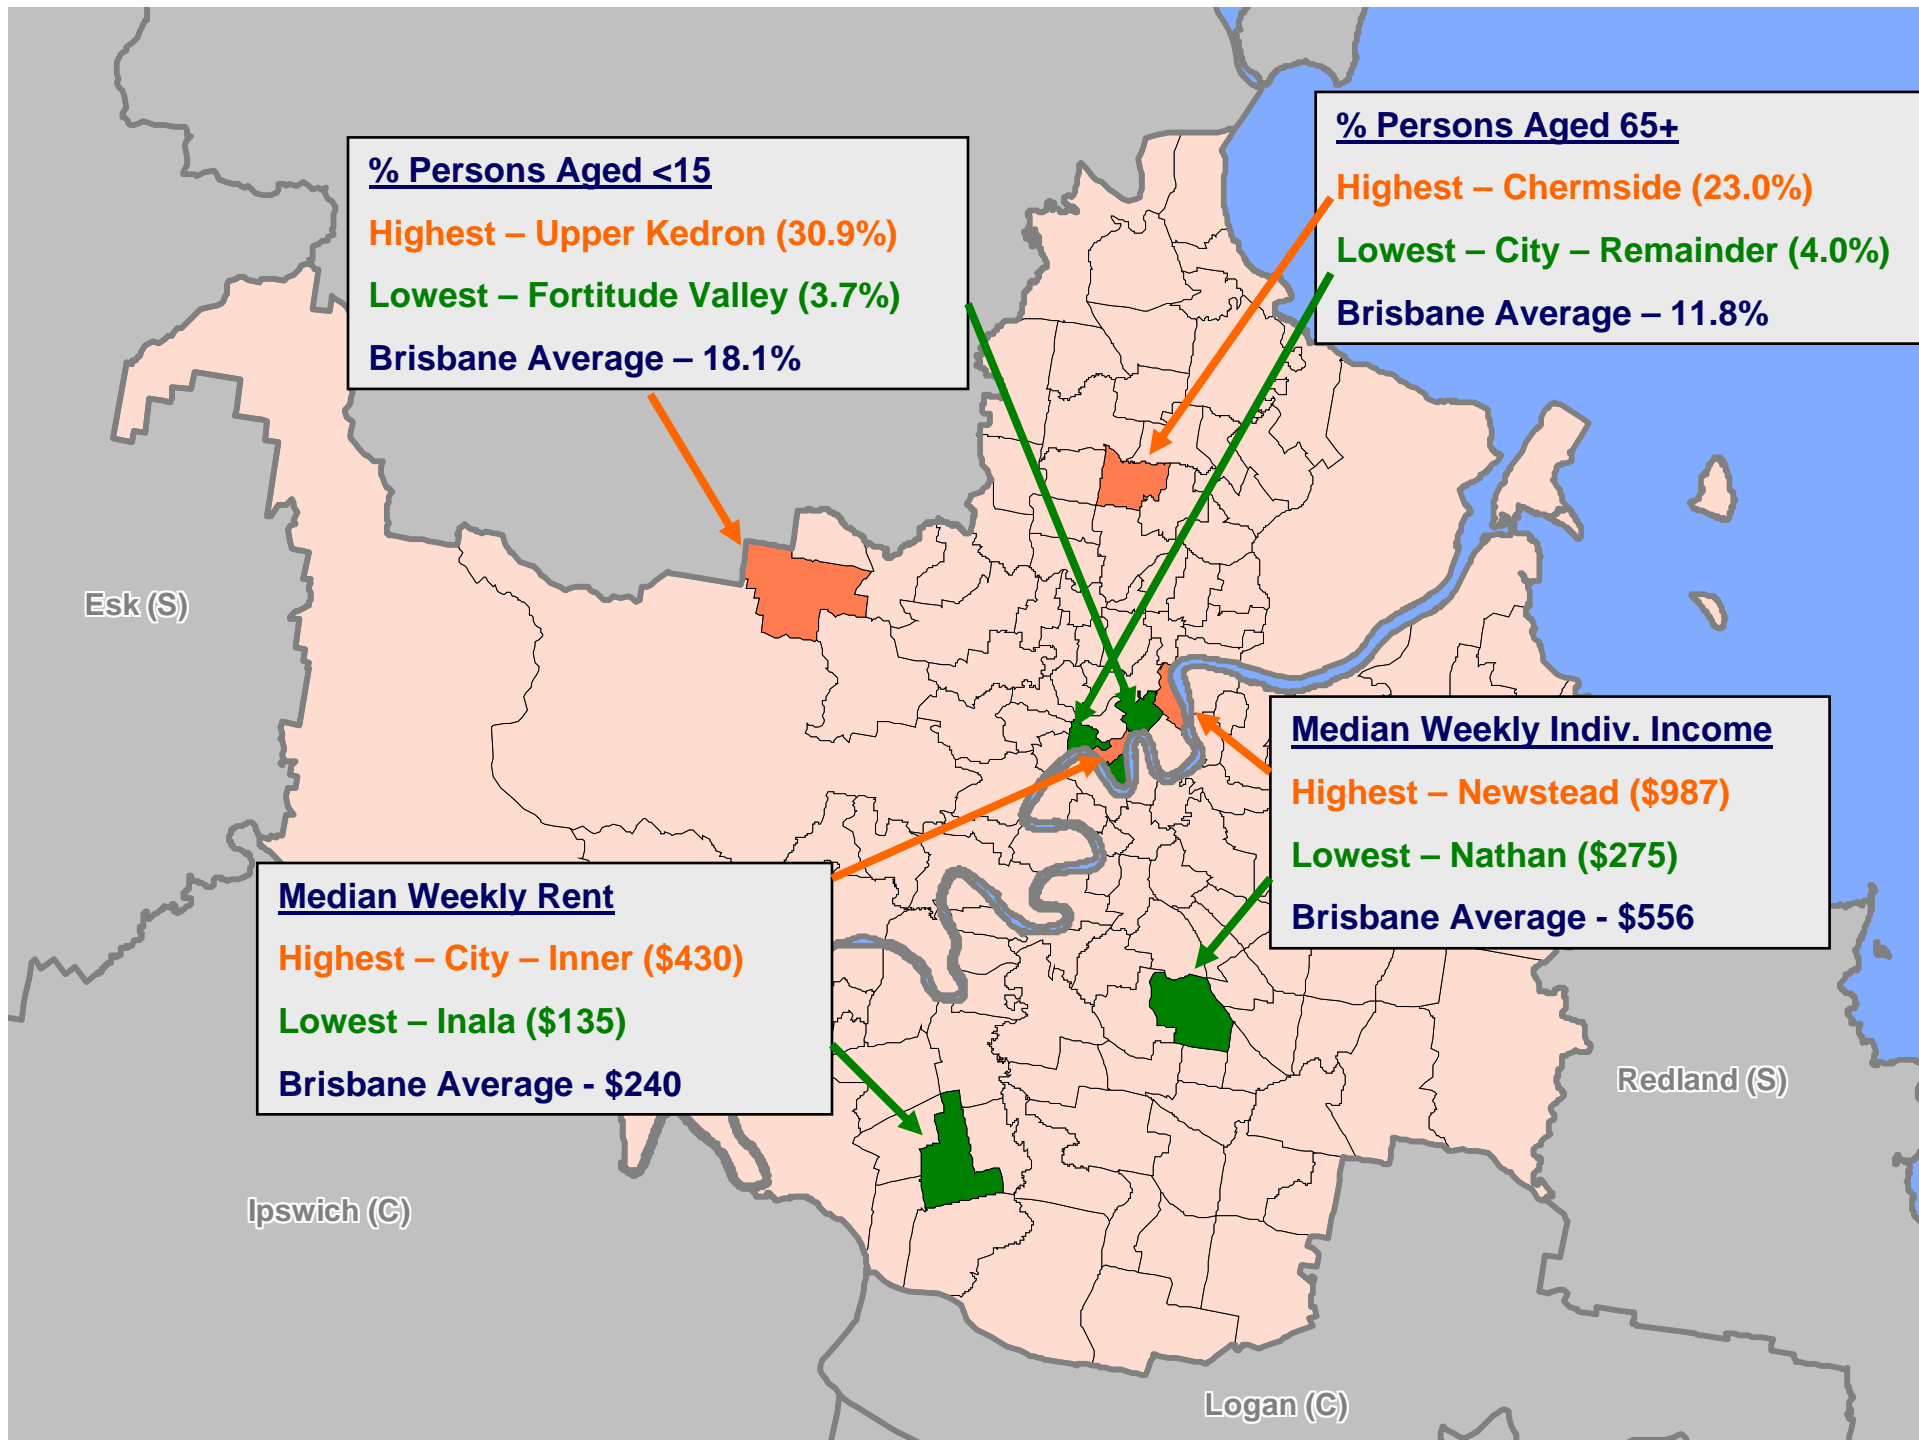 % Persons Aged <15
Highest – Upper Kedron (30.9%)
Lowest – Fortitude Valley (3.7%)
Brisbane Average – 18.1%
% Persons Aged 65+
Highest – Chermside (23.0%)
Lowest – City – Remainder (4.0%)
Brisbane Average – 11.8%
Esk (S)
Median Weekly Indiv. Income
Highest – Newstead ($987)
Lowest – Nathan ($275)
Brisbane Average - $556
Median Weekly Rent
Highest – City – Inner ($430)
Lowest – Inala ($135)
Brisbane Average - $240
Redland (S)
Ipswich (C)
Logan (C)